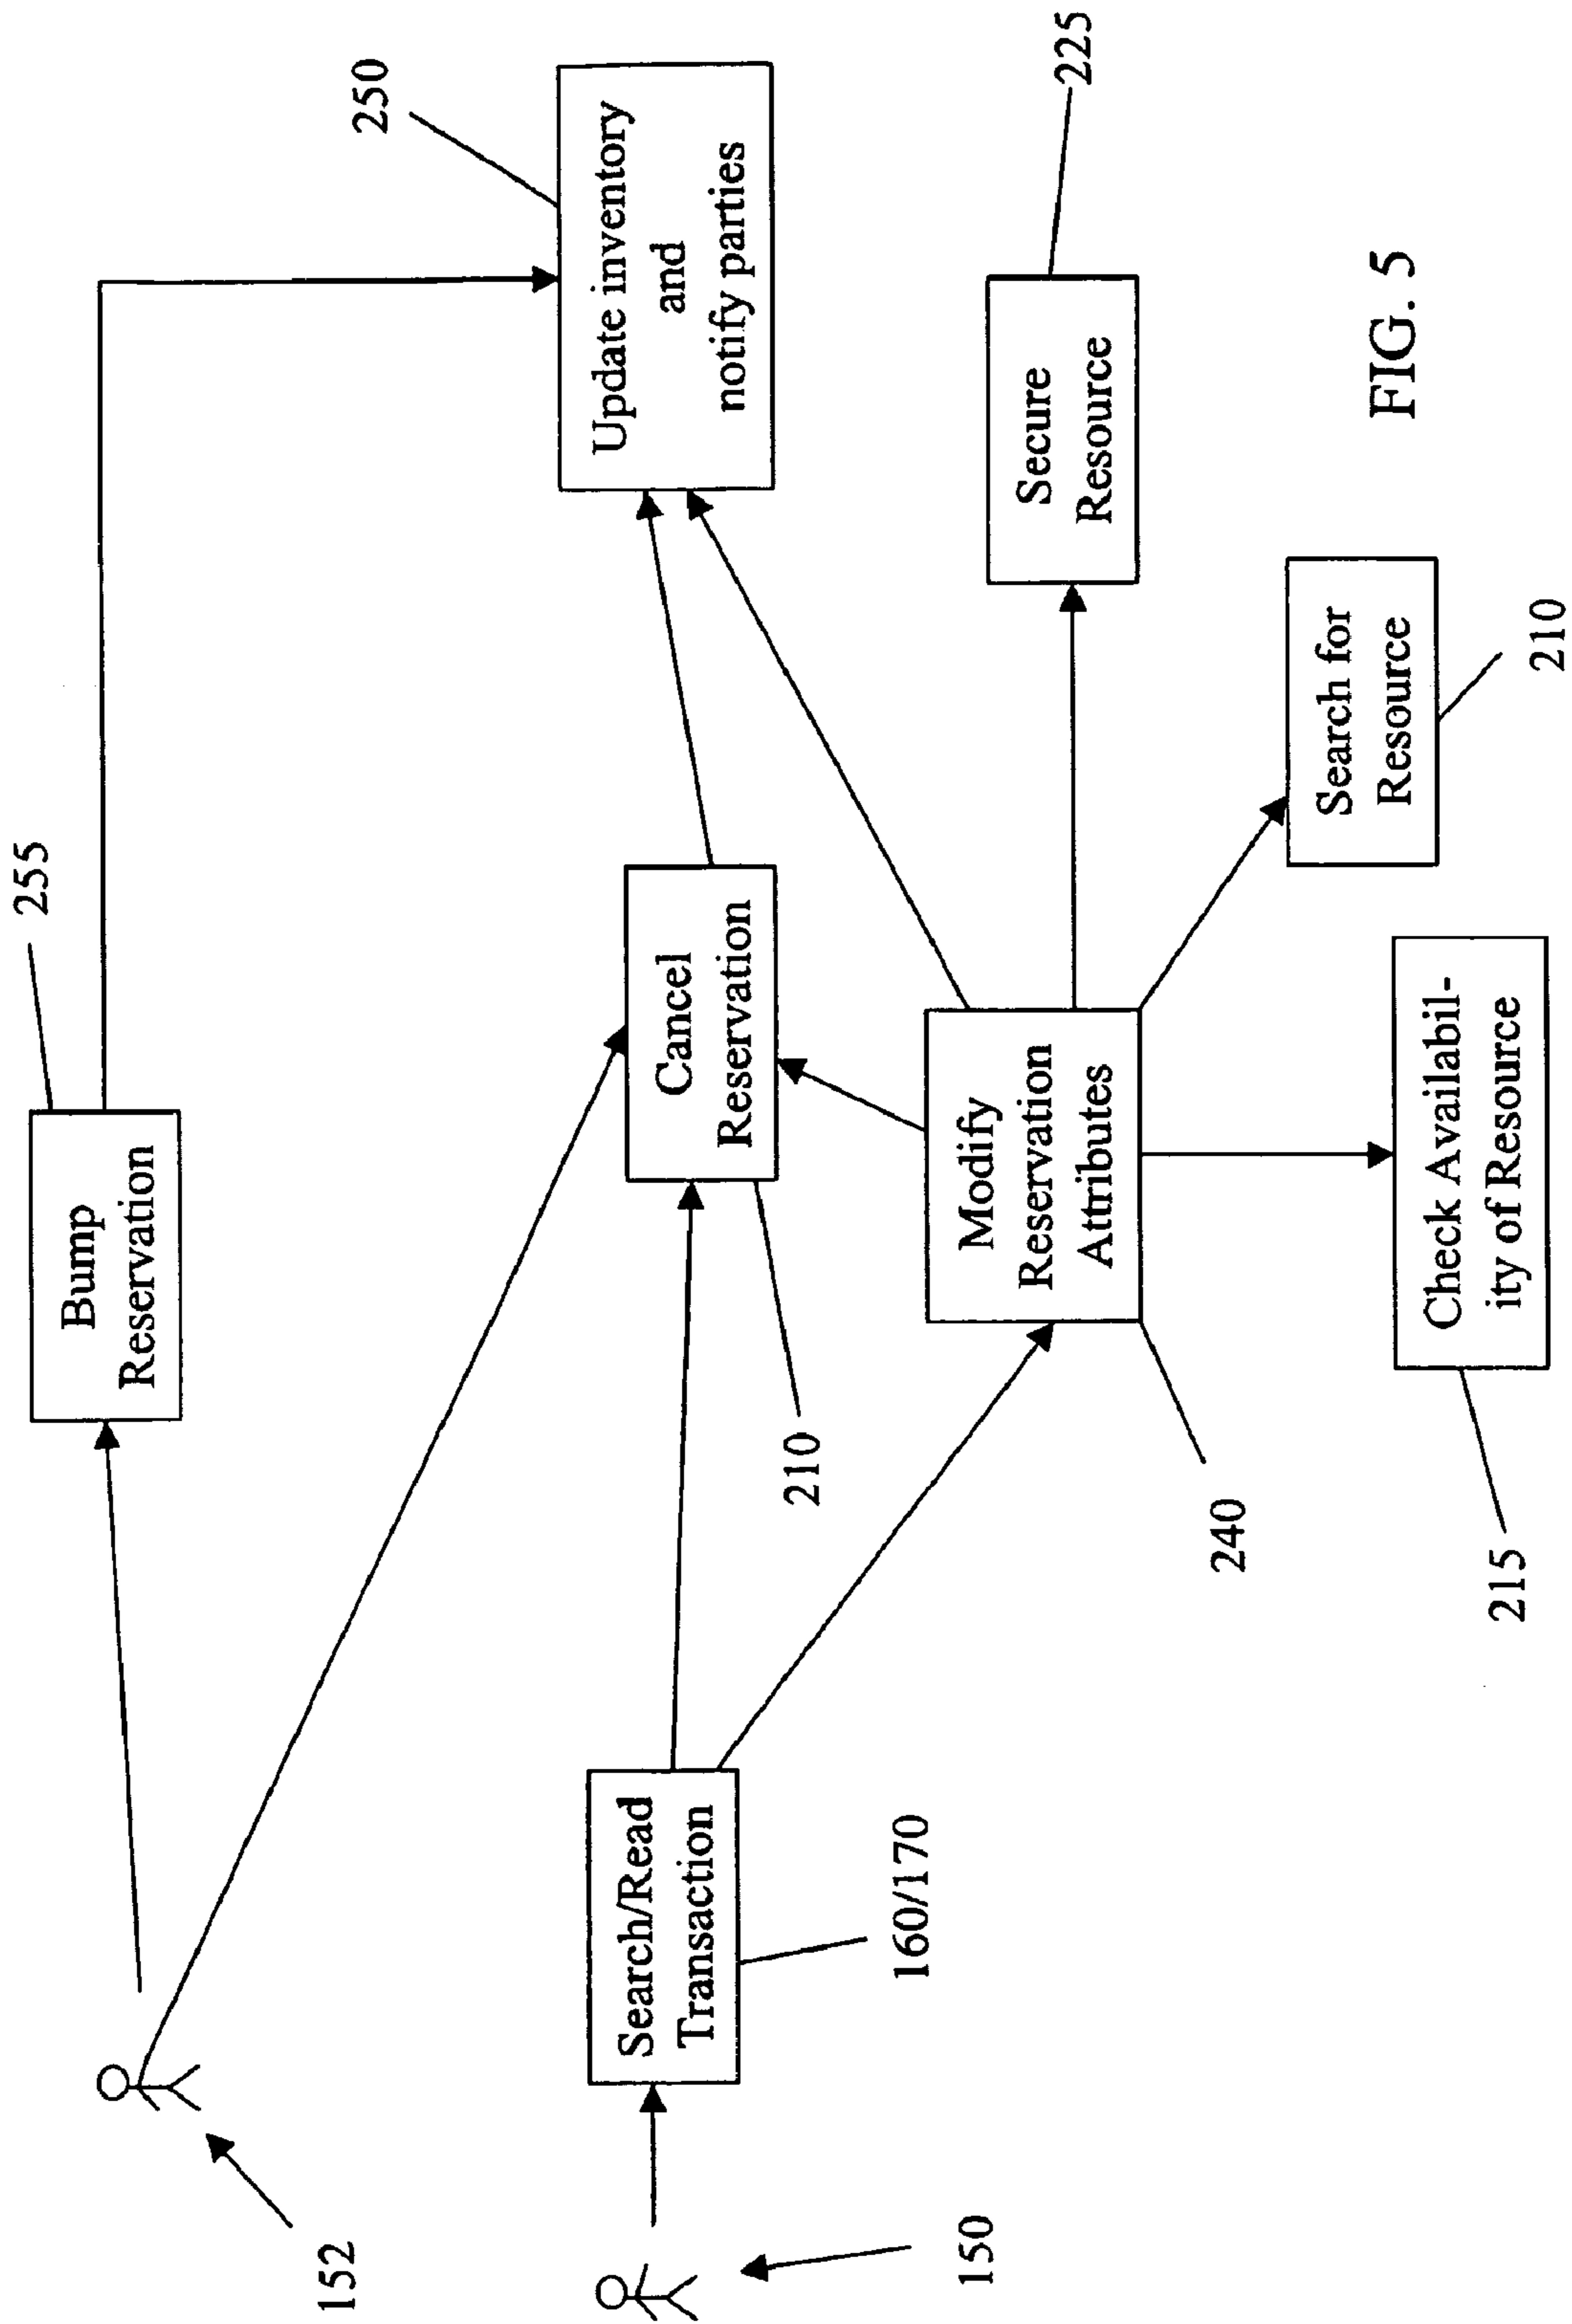 255
Bump
Reservation
250
Update inventory
and
notify parties
152
Cancel
Reservation
210
Search/Read
Transaction
160/170
150
Modify
Reservation
Attributes
240
Secure
Resource
225
Search for
Resource
210
Check Availabil-
ity of Resource
215
FIG. 5